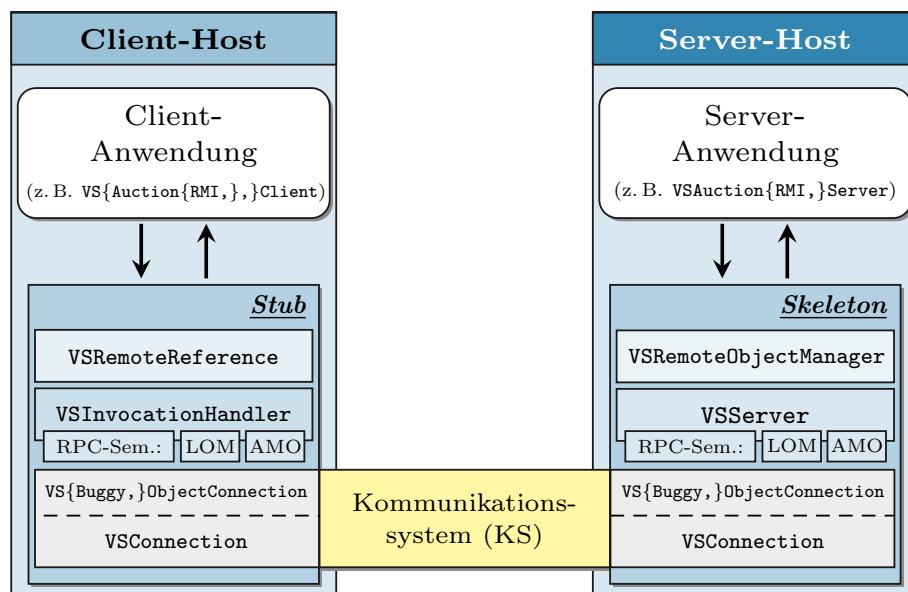 Client-Host
Client-
Anwendung
(z. B. VS{Auction{RMI,},}Client)
Stub
VSRemoteReference
VSInvocationHandler
RPC-Sem.: LOM AMO
VS{Buggy,}ObjectConnection
VSConnection
Kommunikations-
system (KS)
Server-Host
Server-
Anwendung
(z. B. VSAuction{RMI,}Server)
Skeleton
VSRemoteObjectManager
VSServer
RPC-Sem.: LOM AMO
VS{Buggy,}ObjectConnection
VSConnection